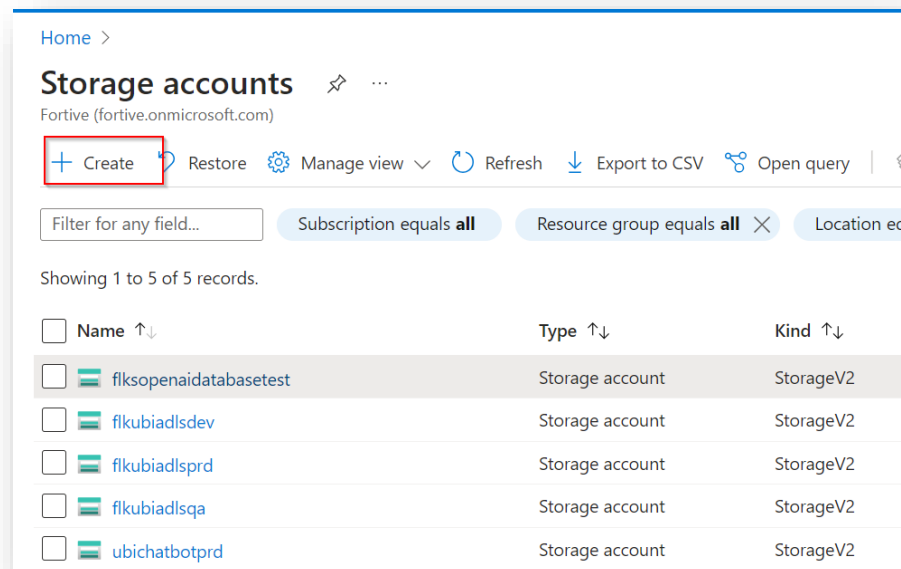 Home >
Storage accounts ...
Fortive (fortive.onmicrosoft.com)
+ Create Restore Manage view Refresh Export to CSV Open query
Filter for any field... Subscription equals all Resource group equals all Location
Showing 1 to 5 of 5 records.
Name ↑↓ Type ↑↓ Kind ↑↓
flksopenaidatabasetest Storage account StorageV2
flkubiadlsdev Storage account StorageV2
flkubiadlsprd Storage account StorageV2
flkubiadlsqa Storage account StorageV2
ubichatbotprd Storage account StorageV2